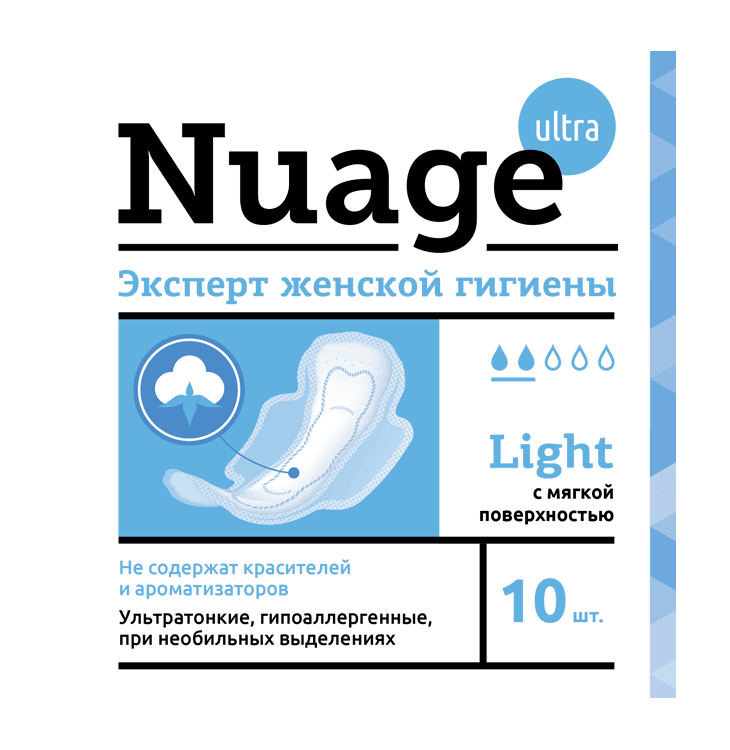 ultra
Nuage
Эксперт женской гигиены
Light
с мягкой
поверхностью
Не содержат красителей
и ароматизаторов
Ультратонкие, гипоаллергенные,
при необильных выделениях
10 шт.